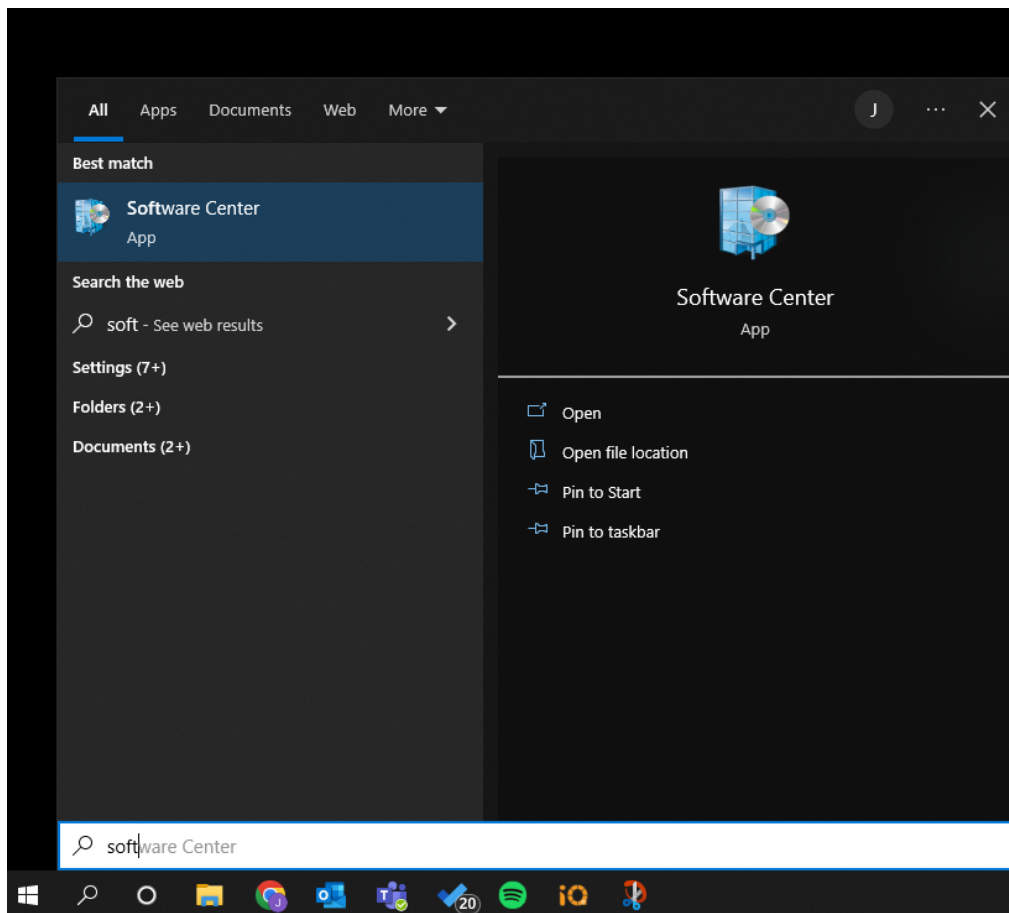 All Apps Documents Web More J ...
Best match
Software Center
App
Search the web
soft - See web results
Settings (7+)
Folders (2+)
Documents (2+)
Software Center
App
Open
Open file location
Pin to Start
Pin to taskbar
software Center
J 20 iQ